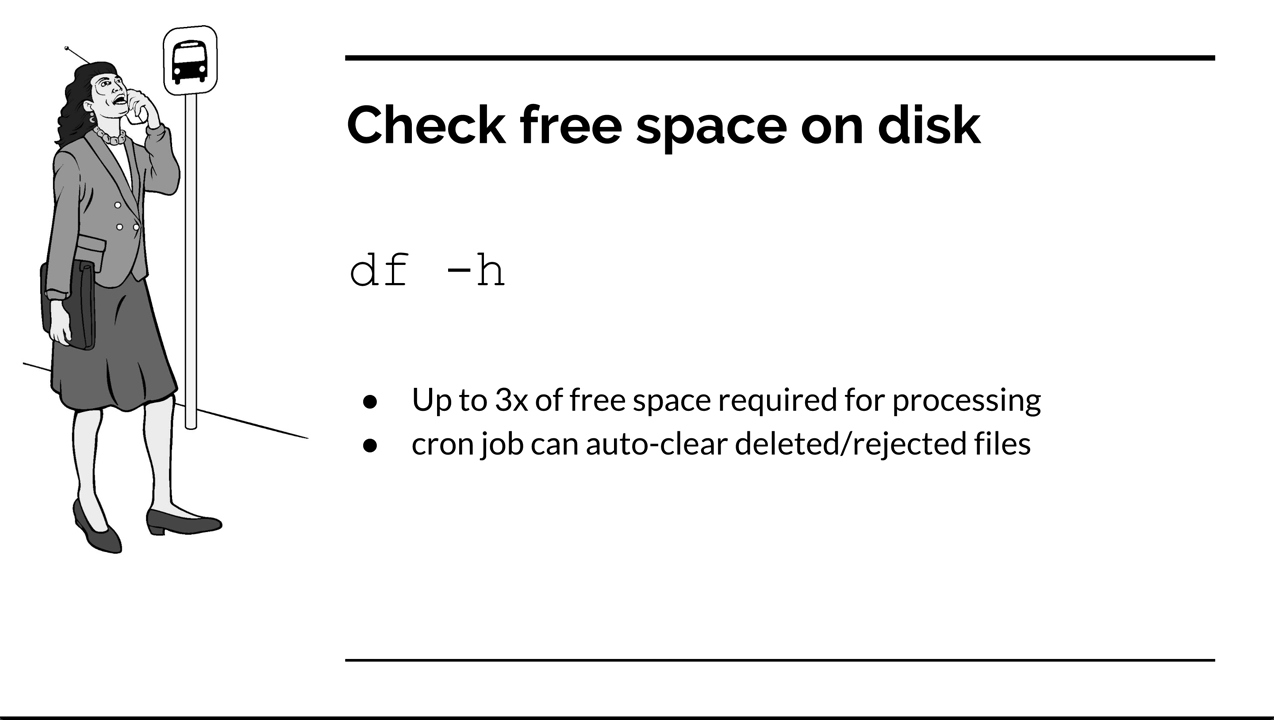 Check free space on disk
df -h
● Up to 3x of free space required for processing
● cron job can auto-clear deleted/rejected files